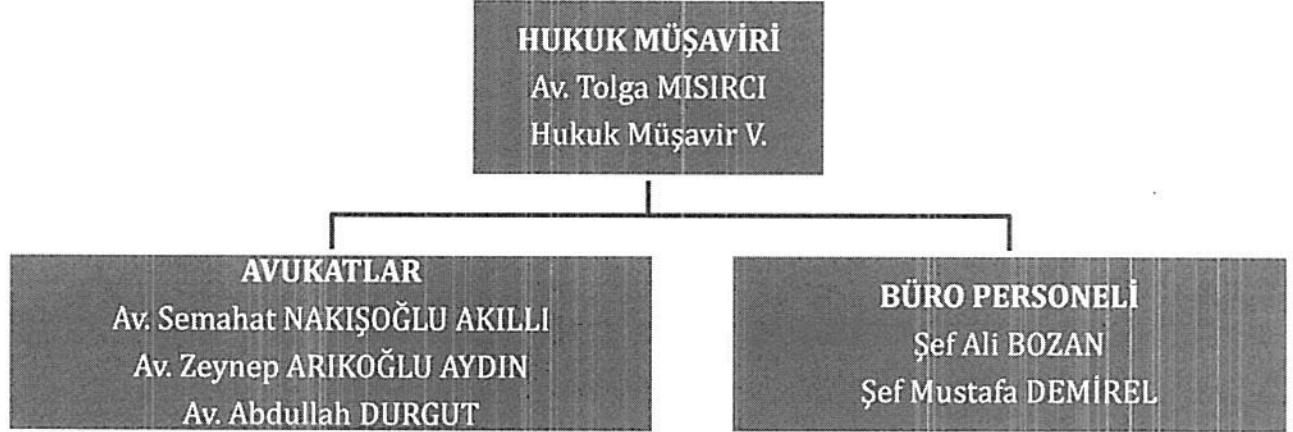 HUKUK MÜŞAVİRİ
Av. Tolga MISIRCI
Hukuk Müşavir V.
AVUKATLAR
Av. Semahat NAKIŞOĞLU AKILLI
Av. Zeynep ARIKOĞLU AYDIN
Av. Abdullah DURGUT
BÜRO PERSONELİ
Şef Ali BOZAN
Şef Mustafa DEMİREL